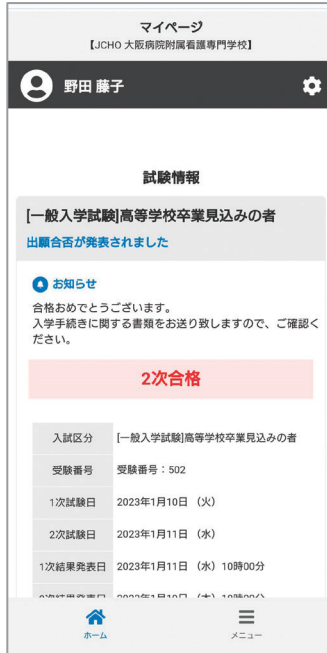 マイページ
【JCHO 大阪病院附属看護専門学校】
野田 藤子
試験情報
[一般入学試験]高等学校卒業見込みの者
出願合否が発表されました
お知らせ
合格おめでとうございます。
入学手続きに関する書類をお送り致しますので、ご確認く
ださい。
2次合格
入試区分 [一般入学試験]高等学校卒業見込みの者
受験番号 受験番号：502
1次試験日 2023年1月10日 （火）
2次試験日 2023年1月11日 （水）
1次結果発表日 2023年1月11日 （水）10時00分
ホーム
メニュー